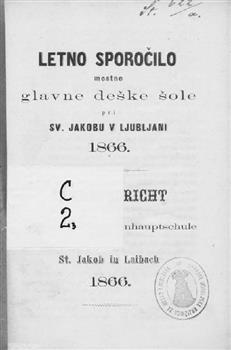 LETNO SPOROČILO
mestne
glavne deške šole
pri
SV. JAKOBU V LJUBLJANI
1866.
C
2,
RICHT
nhauptschule
St. Jakob in Laibach
1866.